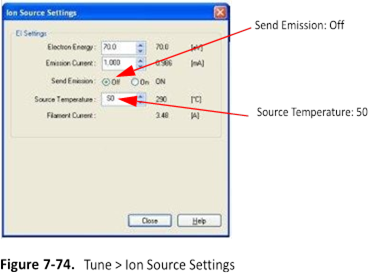 Ion Source Settings
EI Settings
Electron Energy : 70.0 70.0 [eV]
Emission Current : 1.000 0.986 [mA]
Send Emission : Off On ON
Source Temperature : 50 290 [°C]
Filament Current : 3.48 [A]
Close Help
Send Emission: Off
Source Temperature: 50
Figure 7-74. Tune > Ion Source Settings